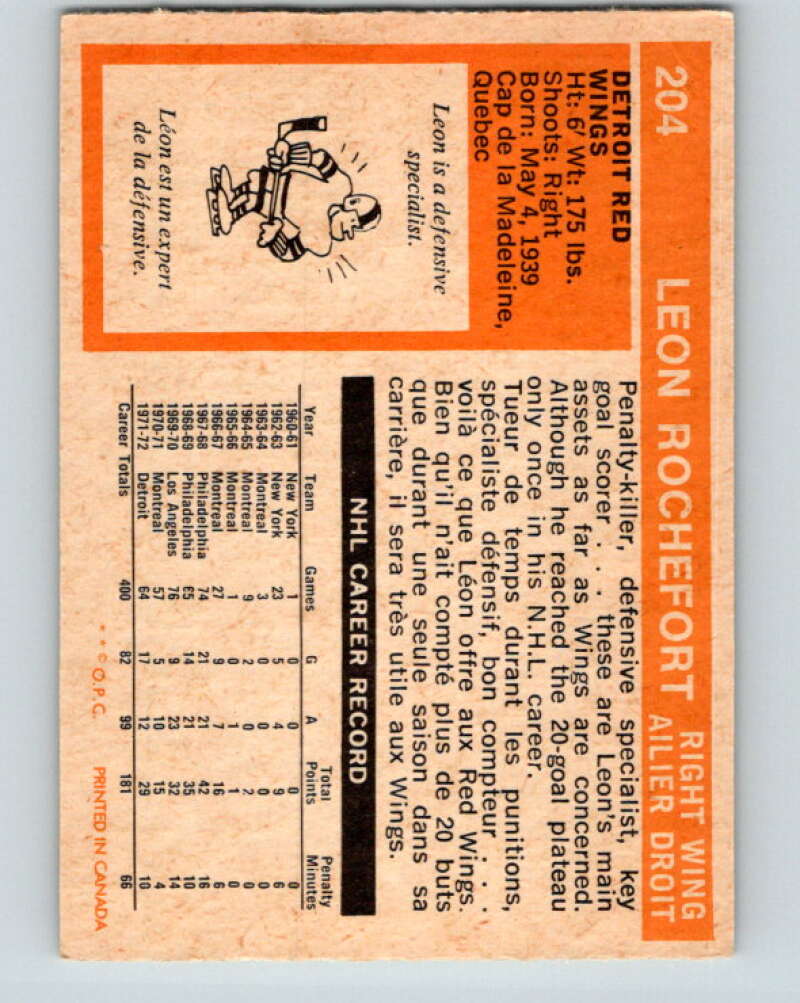 204 LEON ROCHEFORT RIGHT WING
AILIER DROIT
DETROIT RED
WINGS
Ht: 6' Wt: 175 lbs.
Shoots: Right
Born: May 4, 1939
Cap de la Madeleine,
Quebec
Leon is a defensive
specialist.
Léon est un expert
de la défensive.
Penalty-killer, defensive specialist, key
goal scorer . . . these are Leon's main
assets as far as Wings are concerned.
Although he reached the 20-goal plateau
only once in his N.H.L. career.
Tueur de temps durant les punitions,
spécialiste défensif, bon compteur . . .
voilà ce que Léon offre aux Red Wings.
Bien qu'il n'ait compté plus de 20 buts
que durant une seule saison dans sa
carrière, il sera très utile aux Wings.
NHL CAREER RECORD
Year Team Games G A Total Points Penalty Minutes
1960-61 New York 1 0 0 0 0
1962-63 New York 23 5 4 9 6
1963-64 Montreal 3 0 0 0 0
1964-65 Montreal 9 2 0 2 0
1965-66 Montreal 1 0 1 1 0
1966-67 Montreal 27 9 7 16 6
1967-68 Philadelphia 74 21 21 42 16
1968-69 Philadelphia 65 14 21 35 10
1969-70 Los Angeles 76 9 23 32 14
1970-71 Montreal 57 5 10 15 4
1971-72 Detroit 64 17 12 29 10
Career Totals 400 82 99 181 66
* * © O.P.C. PRINTED IN CANADA